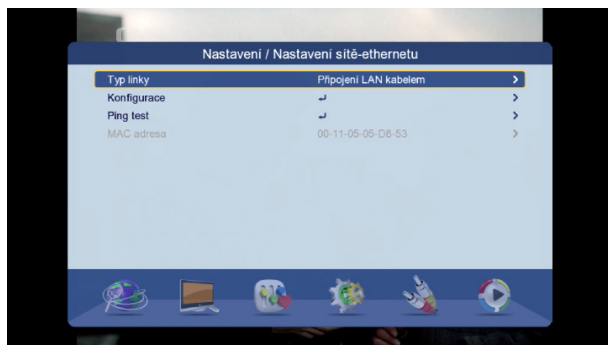 Nastavení / Nastavení sítě-ethernetu
Typ linky Připojení LAN kabelem
Konfigurace
Ping test
MAC adresa 00-11-05-05-D8-53